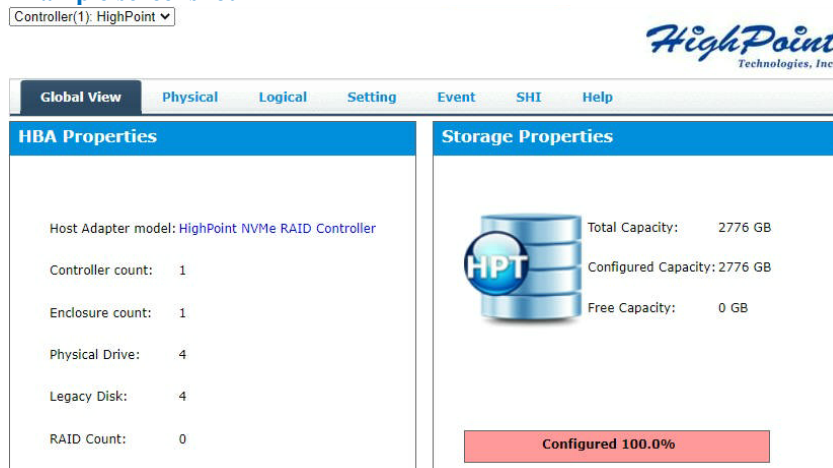 Controller(1): HighPoint
HighPoint
Technologies, Inc
Global View Physical Logical Setting Event SHI Help
HBA Properties
Host Adapter model: HighPoint NVMe RAID Controller
Controller count: 1
Enclosure count: 1
Physical Drive: 4
Legacy Disk: 4
RAID Count: 0
Storage Properties
HPT
Total Capacity: 2776 GB
Configured Capacity: 2776 GB
Free Capacity: 0 GB
Configured 100.0%